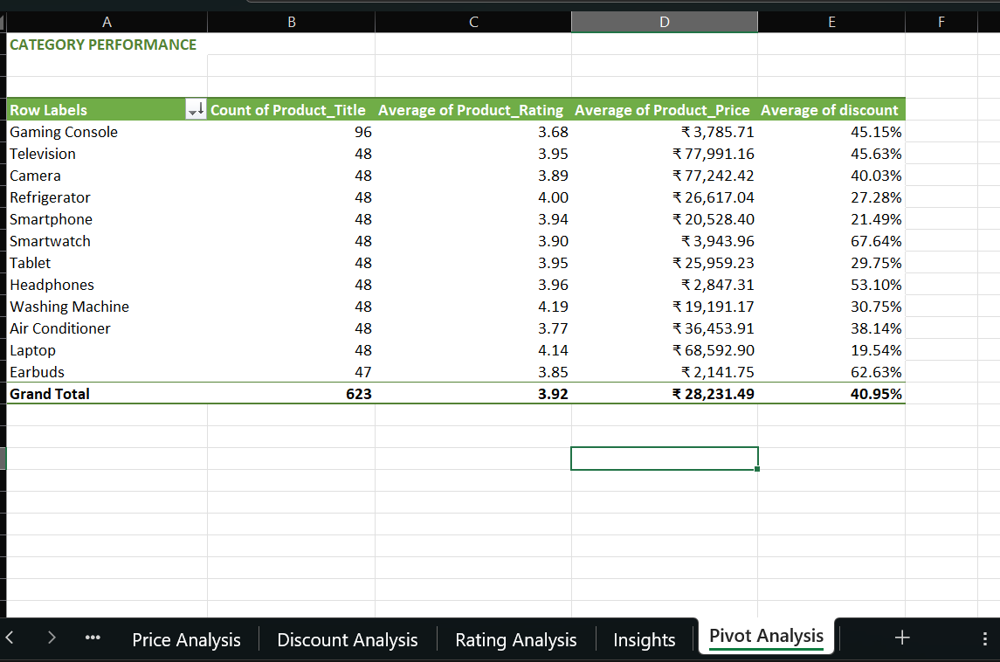 A B C D E F
CATEGORY PERFORMANCE
Row Labels Count of Product_Title Average of Product_Rating Average of Product_Price Average of discount
Gaming Console 96 3.68 ₹ 3,785.71 45.15%
Television 48 3.95 ₹ 77,991.16 45.63%
Camera 48 3.89 ₹ 77,242.42 40.03%
Refrigerator 48 4.00 ₹ 26,617.04 27.28%
Smartphone 48 3.94 ₹ 20,528.40 21.49%
Smartwatch 48 3.90 ₹ 3,943.96 67.64%
Tablet 48 3.95 ₹ 25,959.23 29.75%
Headphones 48 3.96 ₹ 2,847.31 53.10%
Washing Machine 48 4.19 ₹ 19,191.17 30.75%
Air Conditioner 48 3.77 ₹ 36,453.91 38.14%
Laptop 48 4.14 ₹ 68,592.90 19.54%
Earbuds 47 3.85 ₹ 2,141.75 62.63%
Grand Total 623 3.92 ₹ 28,231.49 40.95%
Price Analysis Discount Analysis Rating Analysis Insights Pivot Analysis